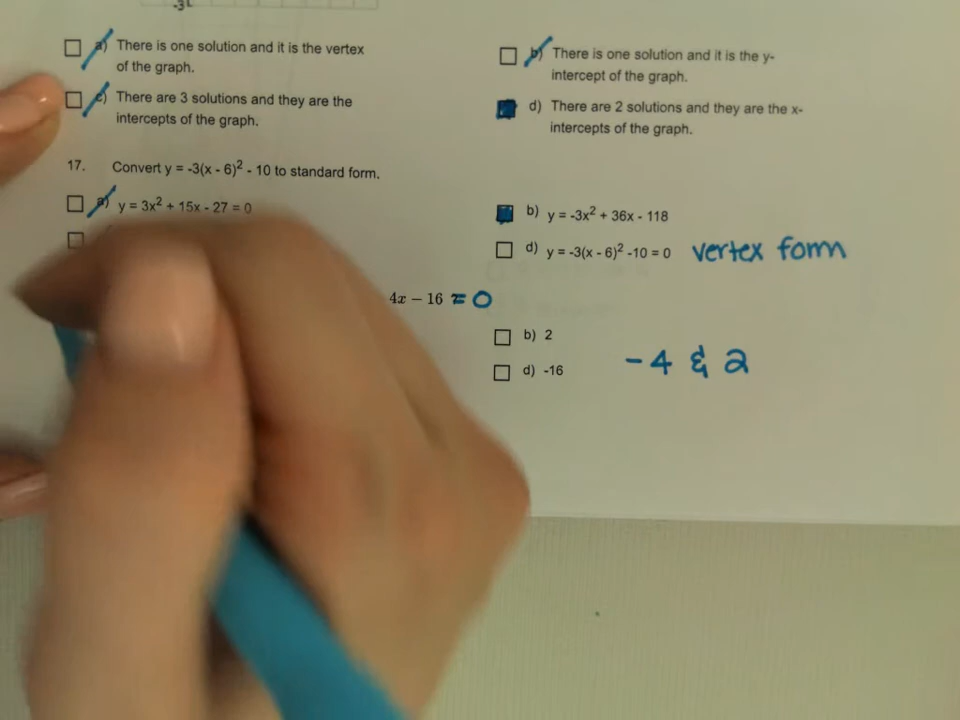 -3
a) There is one solution and it is the vertex
of the graph.
b) There is one solution and it is the y-
intercept of the graph.
c) There are 3 solutions and they are the
intercepts of the graph.
d) There are 2 solutions and they are the x-
intercepts of the graph.
17. Convert y = -3(x - 6)² - 10 to standard form.
a) y = 3x² + 15x - 27 = 0
b) y = -3x² + 36x - 118
d) y = -3(x - 6)² -10 = 0 vertex form
4x − 16 = 0
b) 2
d) -16
-4 & 2